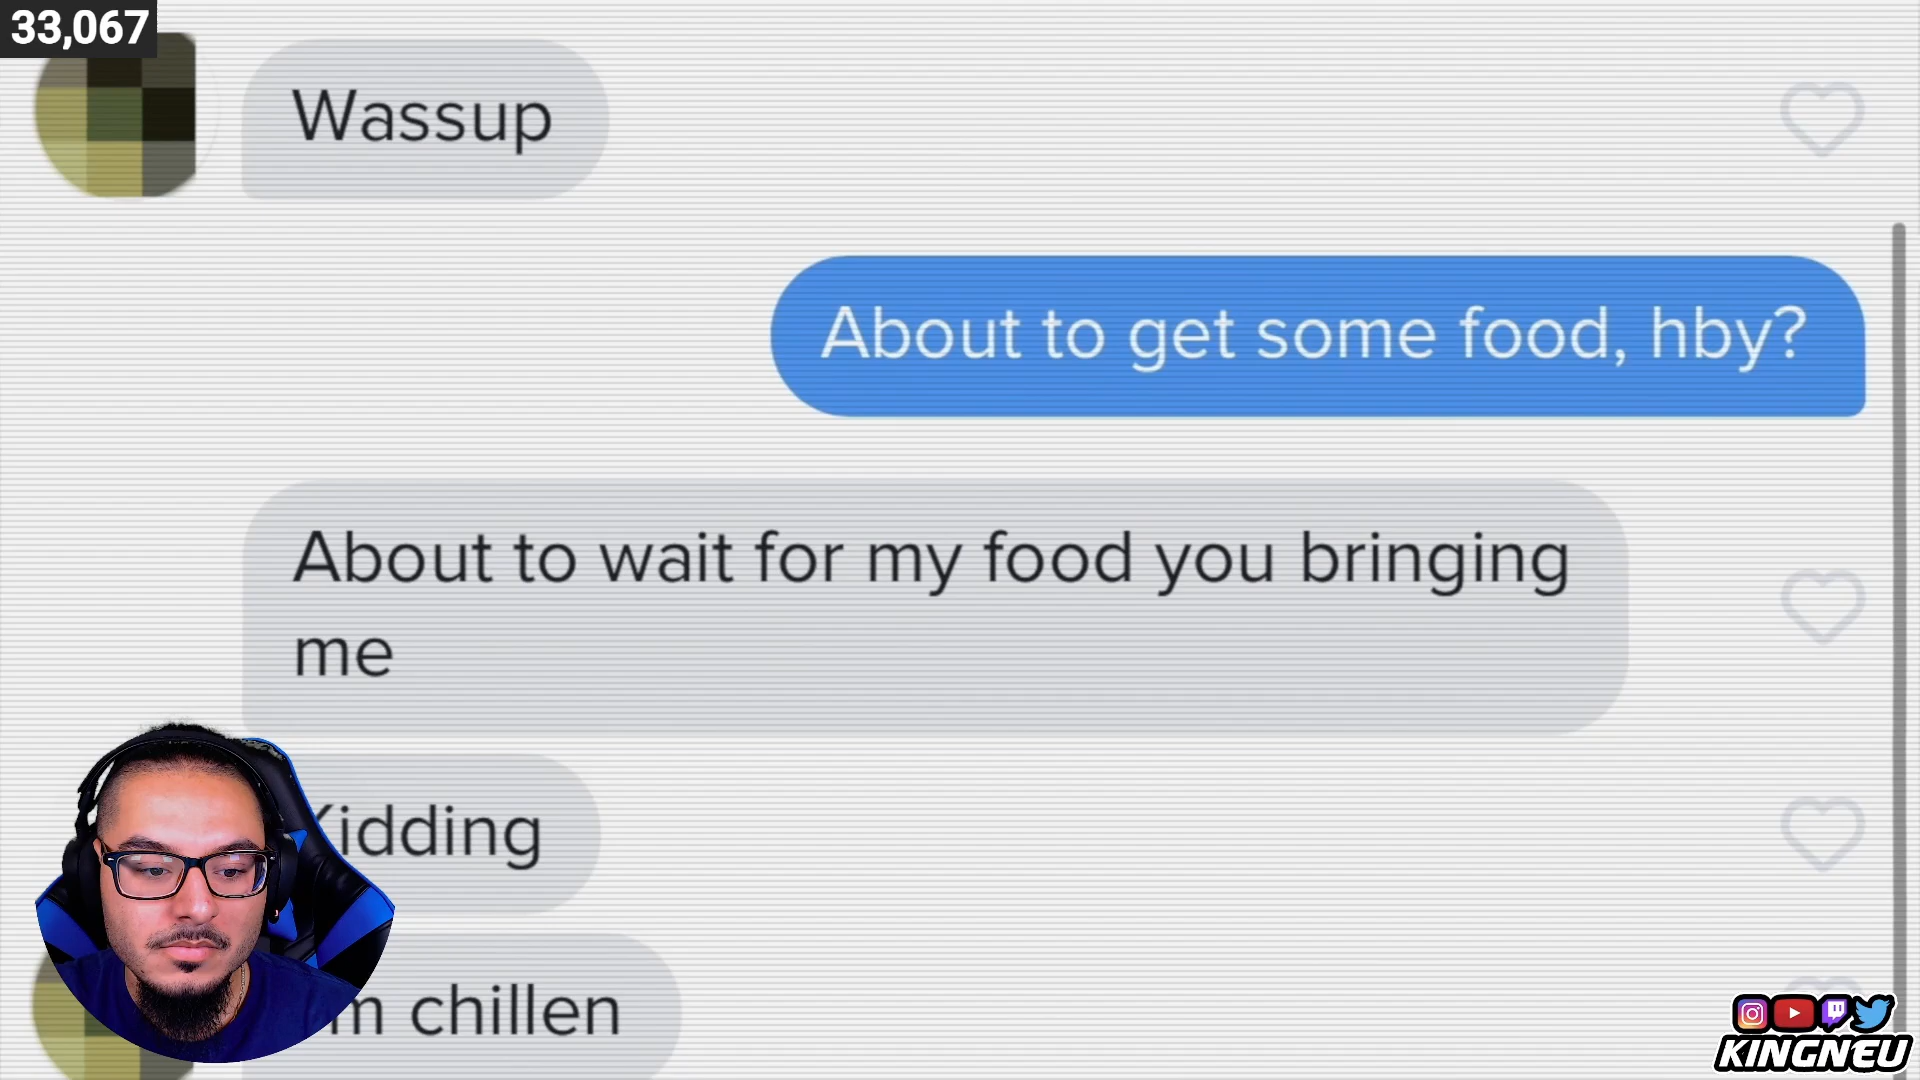 33,067
Wassup
About to get some food, hby?
About to wait for my food you bringing
me
Kidding
m chillen
KINGNEU